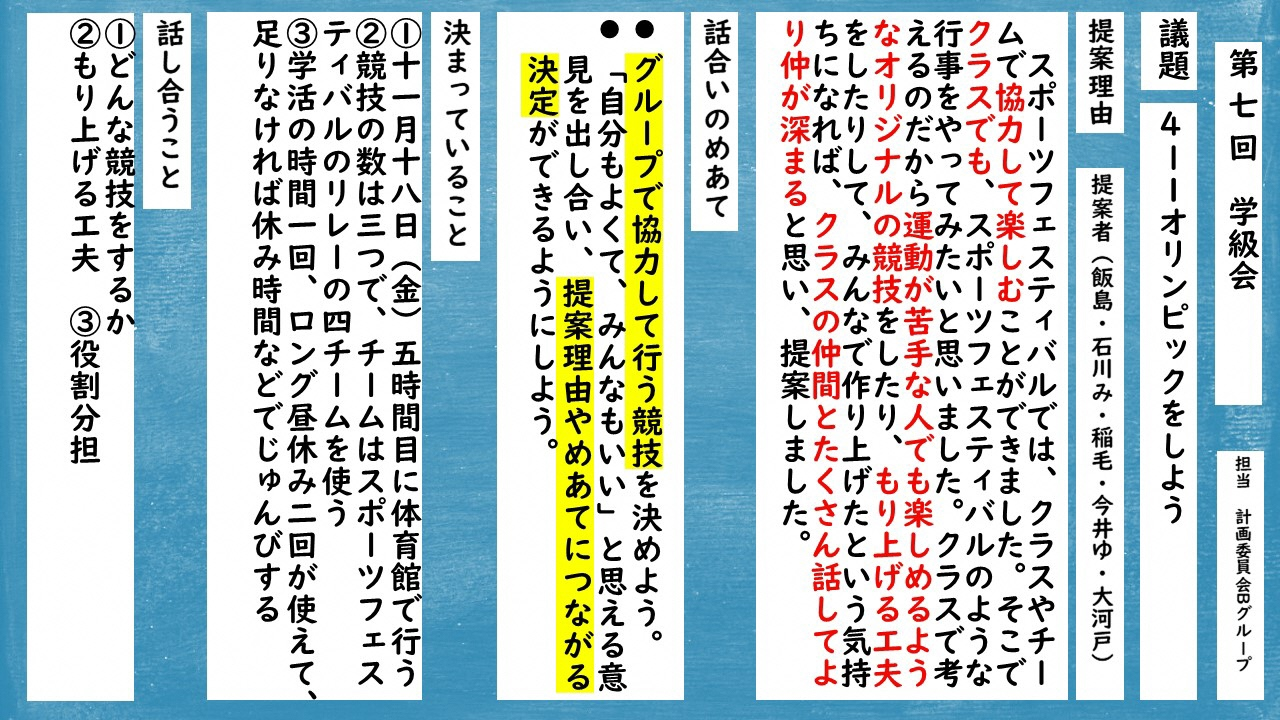 第七回　学級会
担当　計画委員会Bグループ
議題
４ー１オリンピックをしよう
提案理由
提案者（飯島・石川み・稲毛・今井ゆ・大河戸）
スポーツフェスティバルでは、クラスやチー
ムで協力して楽しむことができました。そこで
クラスでも、スポーツフェスティバルのような
行事をやってみたいと思いました。クラスで考
えるのだから運動が苦手な人でも楽しめるよう
なオリジナルの競技をしたり、もり上げる工夫
をしたりして、みんなで作り上げたという気持
ちになれば、クラスの仲間とたくさん話してよ
り仲が深まると思い、提案しました。
話合いのめあて
●グループで協力して行う競技を決めよう。
●「自分もよくて、みんなもいい」と思える意
見を出し合い、提案理由やめあてにつながる
決定ができるようにしよう。
決まっていること
①十一月十八日（金）五時間目に体育館で行う
②競技の数は三つで、チームはスポーツフェス
ティバルのリレーの四チームを使う
③学活の時間一回、ロング昼休み二回が使えて、
足りなければ休み時間などでじゅんびする
話し合うこと
①どんな競技をするか
②もり上げる工夫　③役割分担